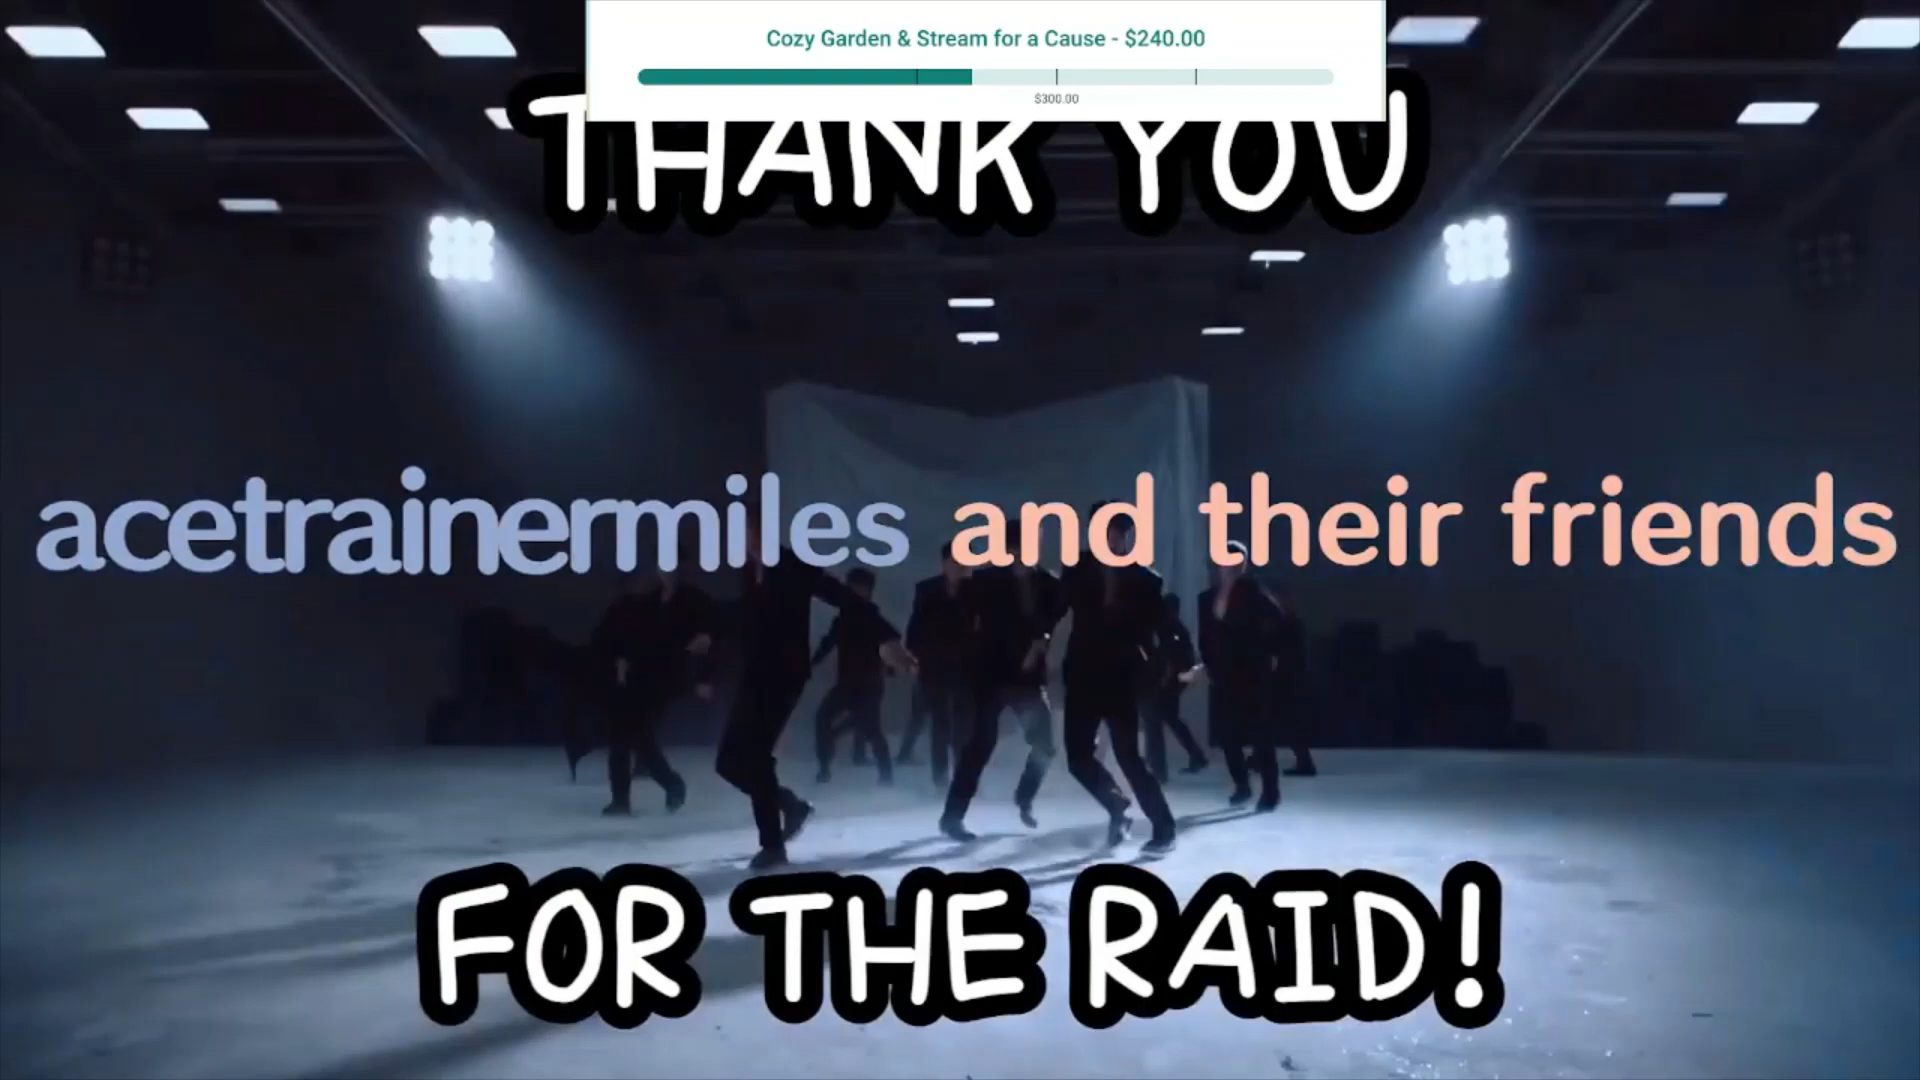 Cozy Garden & Stream for a Cause - $240.00
$300.00
THANK YOU
acetrainermiles and their friends
FOR THE RAID!